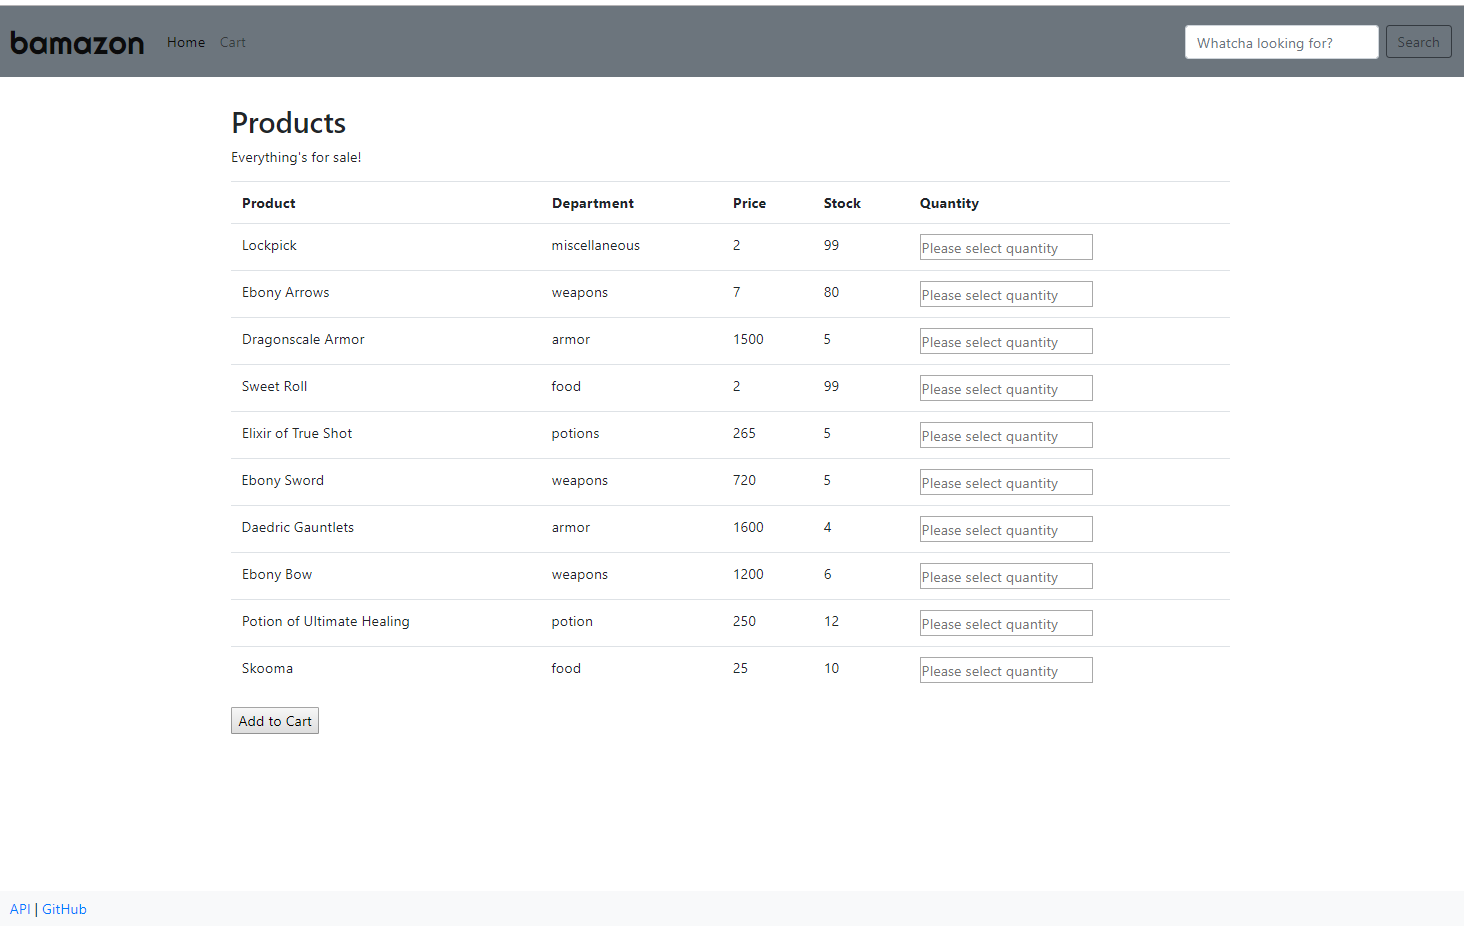 bamazon Home Cart Whatcha looking for? Search
Products
Everything's for sale!
Product Department Price Stock Quantity
Lockpick miscellaneous 2 99 Please select quantity
Ebony Arrows weapons 7 80 Please select quantity
Dragonscale Armor armor 1500 5 Please select quantity
Sweet Roll food 2 99 Please select quantity
Elixir of True Shot potions 265 5 Please select quantity
Ebony Sword weapons 720 5 Please select quantity
Daedric Gauntlets armor 1600 4 Please select quantity
Ebony Bow weapons 1200 6 Please select quantity
Potion of Ultimate Healing potion 250 12 Please select quantity
Skooma food 25 10 Please select quantity
Add to Cart
API | GitHub